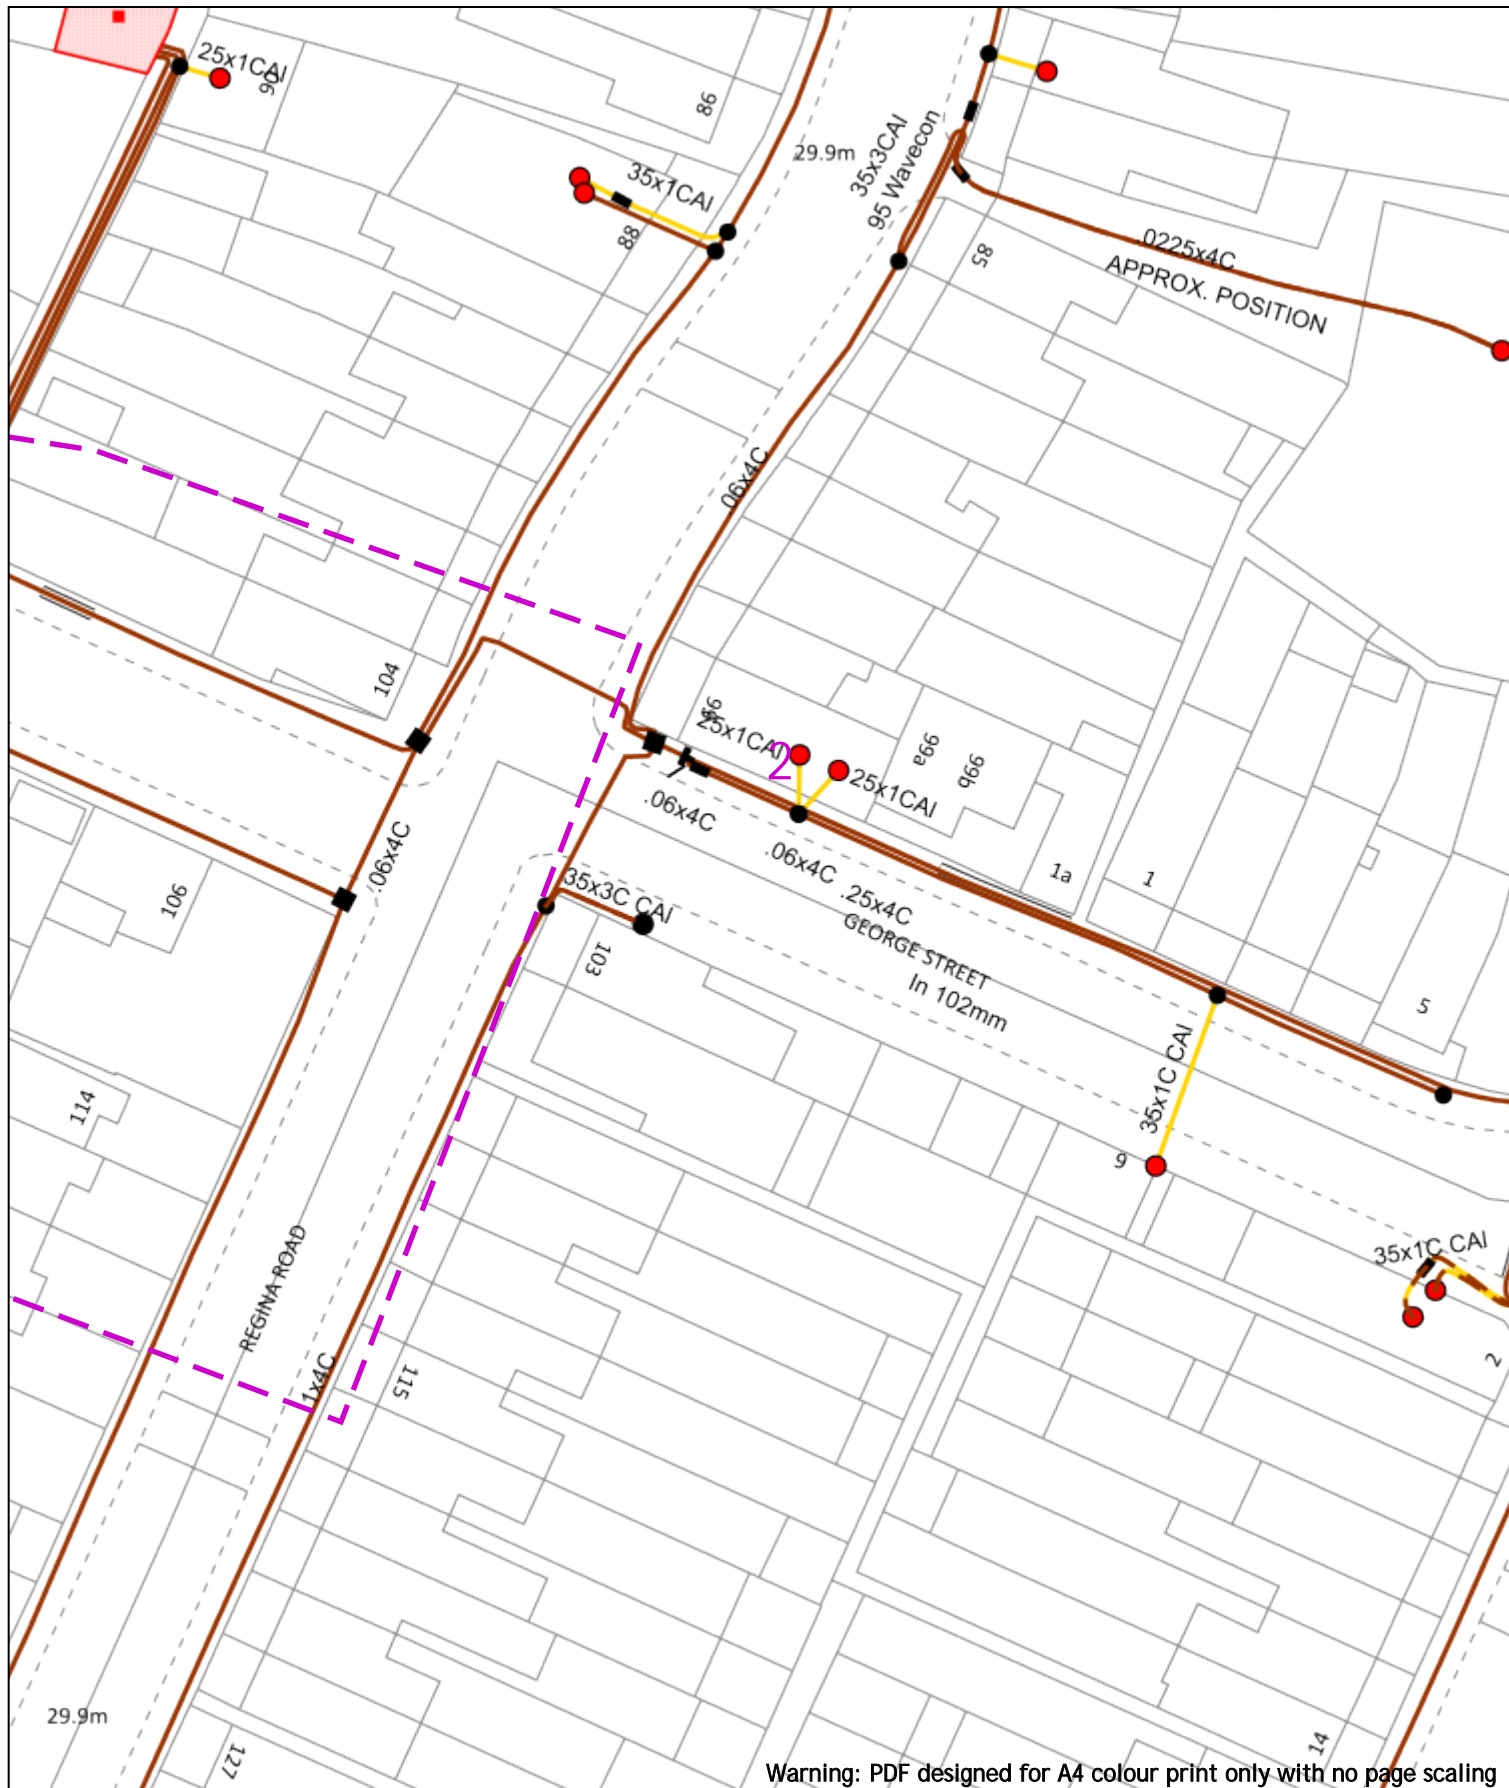 25x1CAI
90
86
35x1CAI
88
29.9m
35x3CAI
95 Wavecon
85
.0225x4C
APPROX. POSITION
06x4C
104
99
25x1CAI
2
25x1CAI
99a
99b
.06x4C
.06x4C
.25x4C
1a
1
5
GEORGE STREET
In 102mm
.06x4C
106
35x3C CAI
103
35x1C CAI
9
114
REGINA ROAD
1x4C
115
35x1C CAI
2
14
29.9m
127
Warning: PDF designed for A4 colour print only with no page scaling